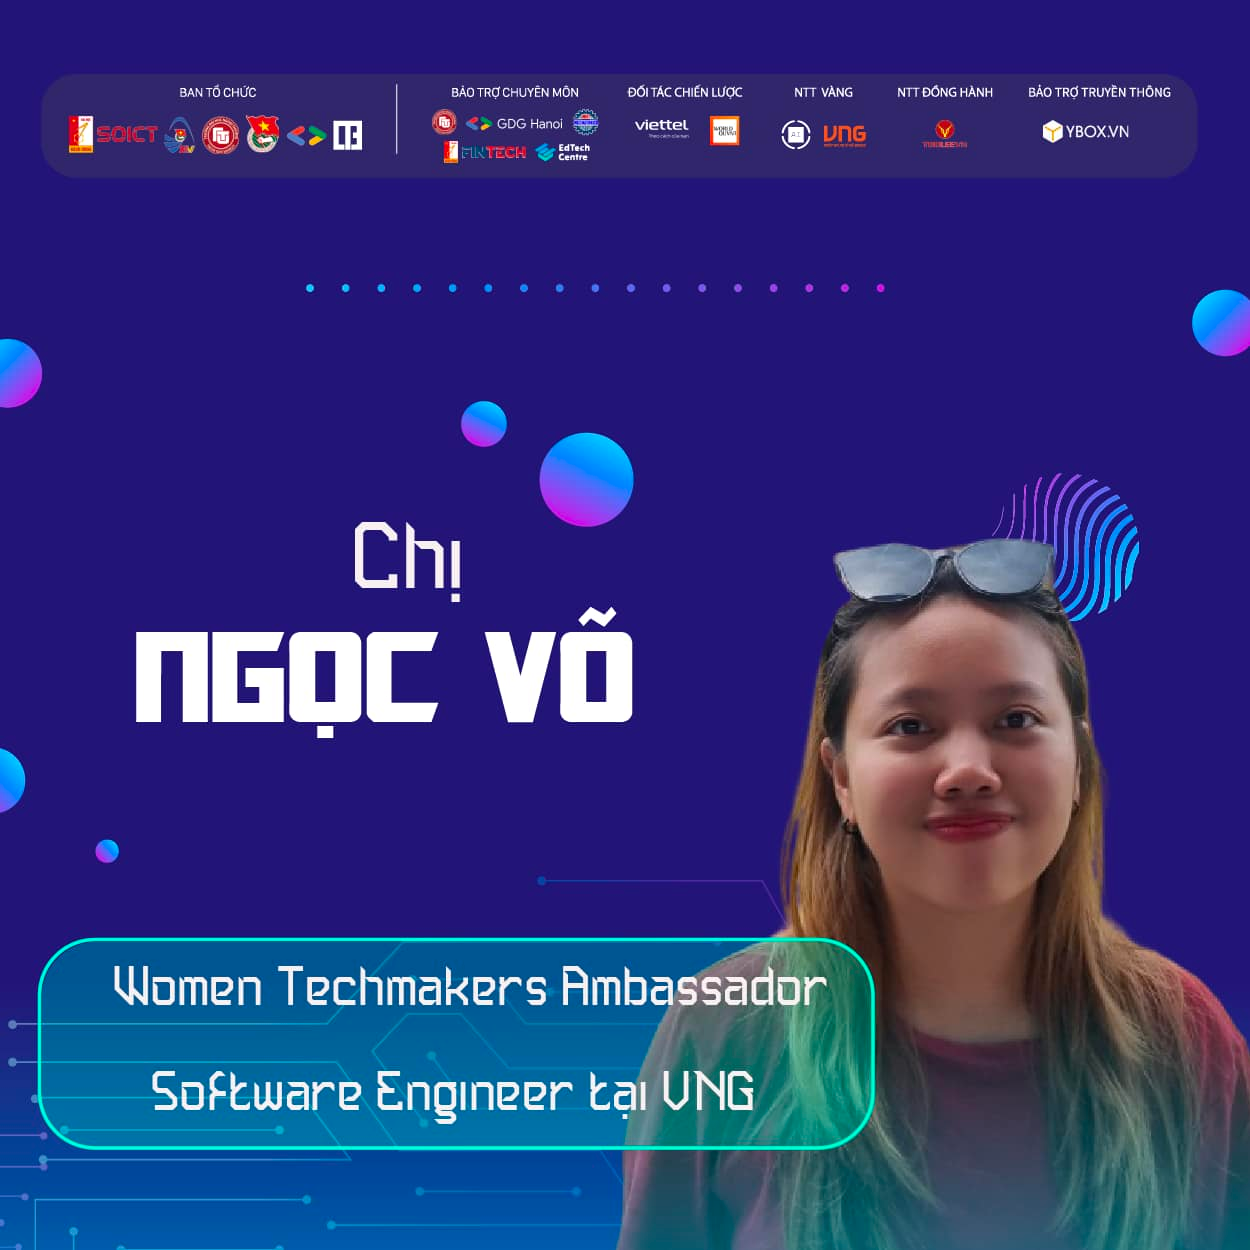 BAN TỔ CHỨC
BẢO TRỢ CHUYÊN MÔN
ĐỐI TÁC CHIẾN LƯỢC
NTT VÀNG
NTT ĐỒNG HÀNH
BẢO TRỢ TRUYỀN THÔNG
SOICT
GDG Hanoi
FINTECH
EdTech
Centre
viettel
AI
VNG
YBOX.VN
Chị
NGỌC VÕ
Women Techmakers Ambassador
Software Engineer tại VNG